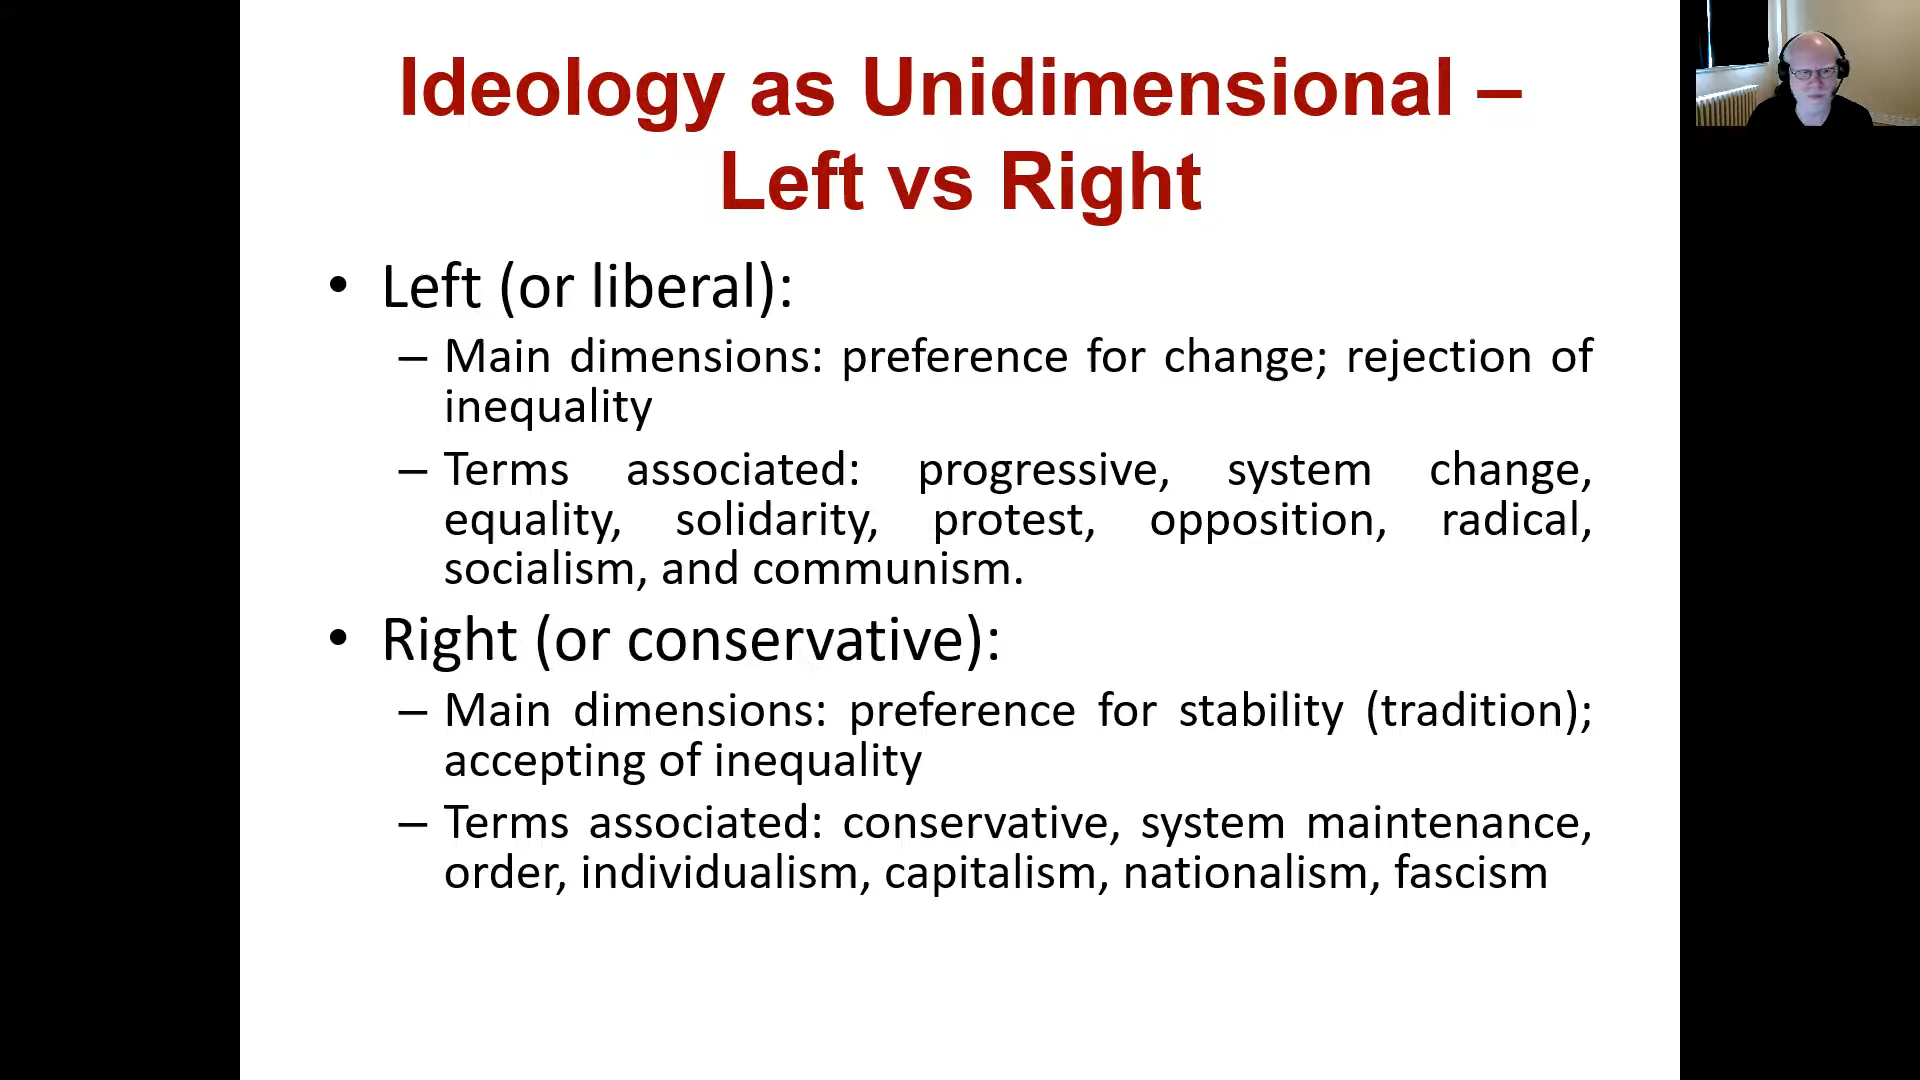 Ideology as Unidimensional –
Left vs Right
• Left (or liberal):
– Main dimensions: preference for change; rejection of
inequality
– Terms associated: progressive, system change,
equality, solidarity, protest, opposition, radical,
socialism, and communism.
• Right (or conservative):
– Main dimensions: preference for stability (tradition);
accepting of inequality
– Terms associated: conservative, system maintenance,
order, individualism, capitalism, nationalism, fascism